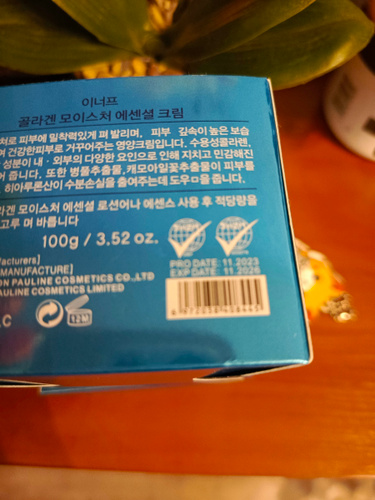 이너프
콜라겐 모이스처 에센셜 크림
처로 피부에 밀착력있게 펴 발리며, 피부 깊숙이 높은 보습
며 건강한피부로 가꾸어주는 영양크림입니다. 수용성콜라겐,
성분이 내·외부의 다양한 요인으로 인해 지치고 민감해진
어 줍니다. 또한 병풀추출물, 캐모마일꽃추출물이 피부를
히아루론산이 수분손실을 줄여주는데 도우 줍니다.
라겐 모이스처 에센셜 로션이나 에센스 사용 후 적당량을
고루 펴 바릅니다
100g / 3.52 oz.
facturers]
MANUFACTURE]
ON PAULINE COSMETICS CO.,LTD
PAULINE COSMETICS LIMITED
PRO DATE: 11.2023
EXP DATE: 11.2026
12M
.C